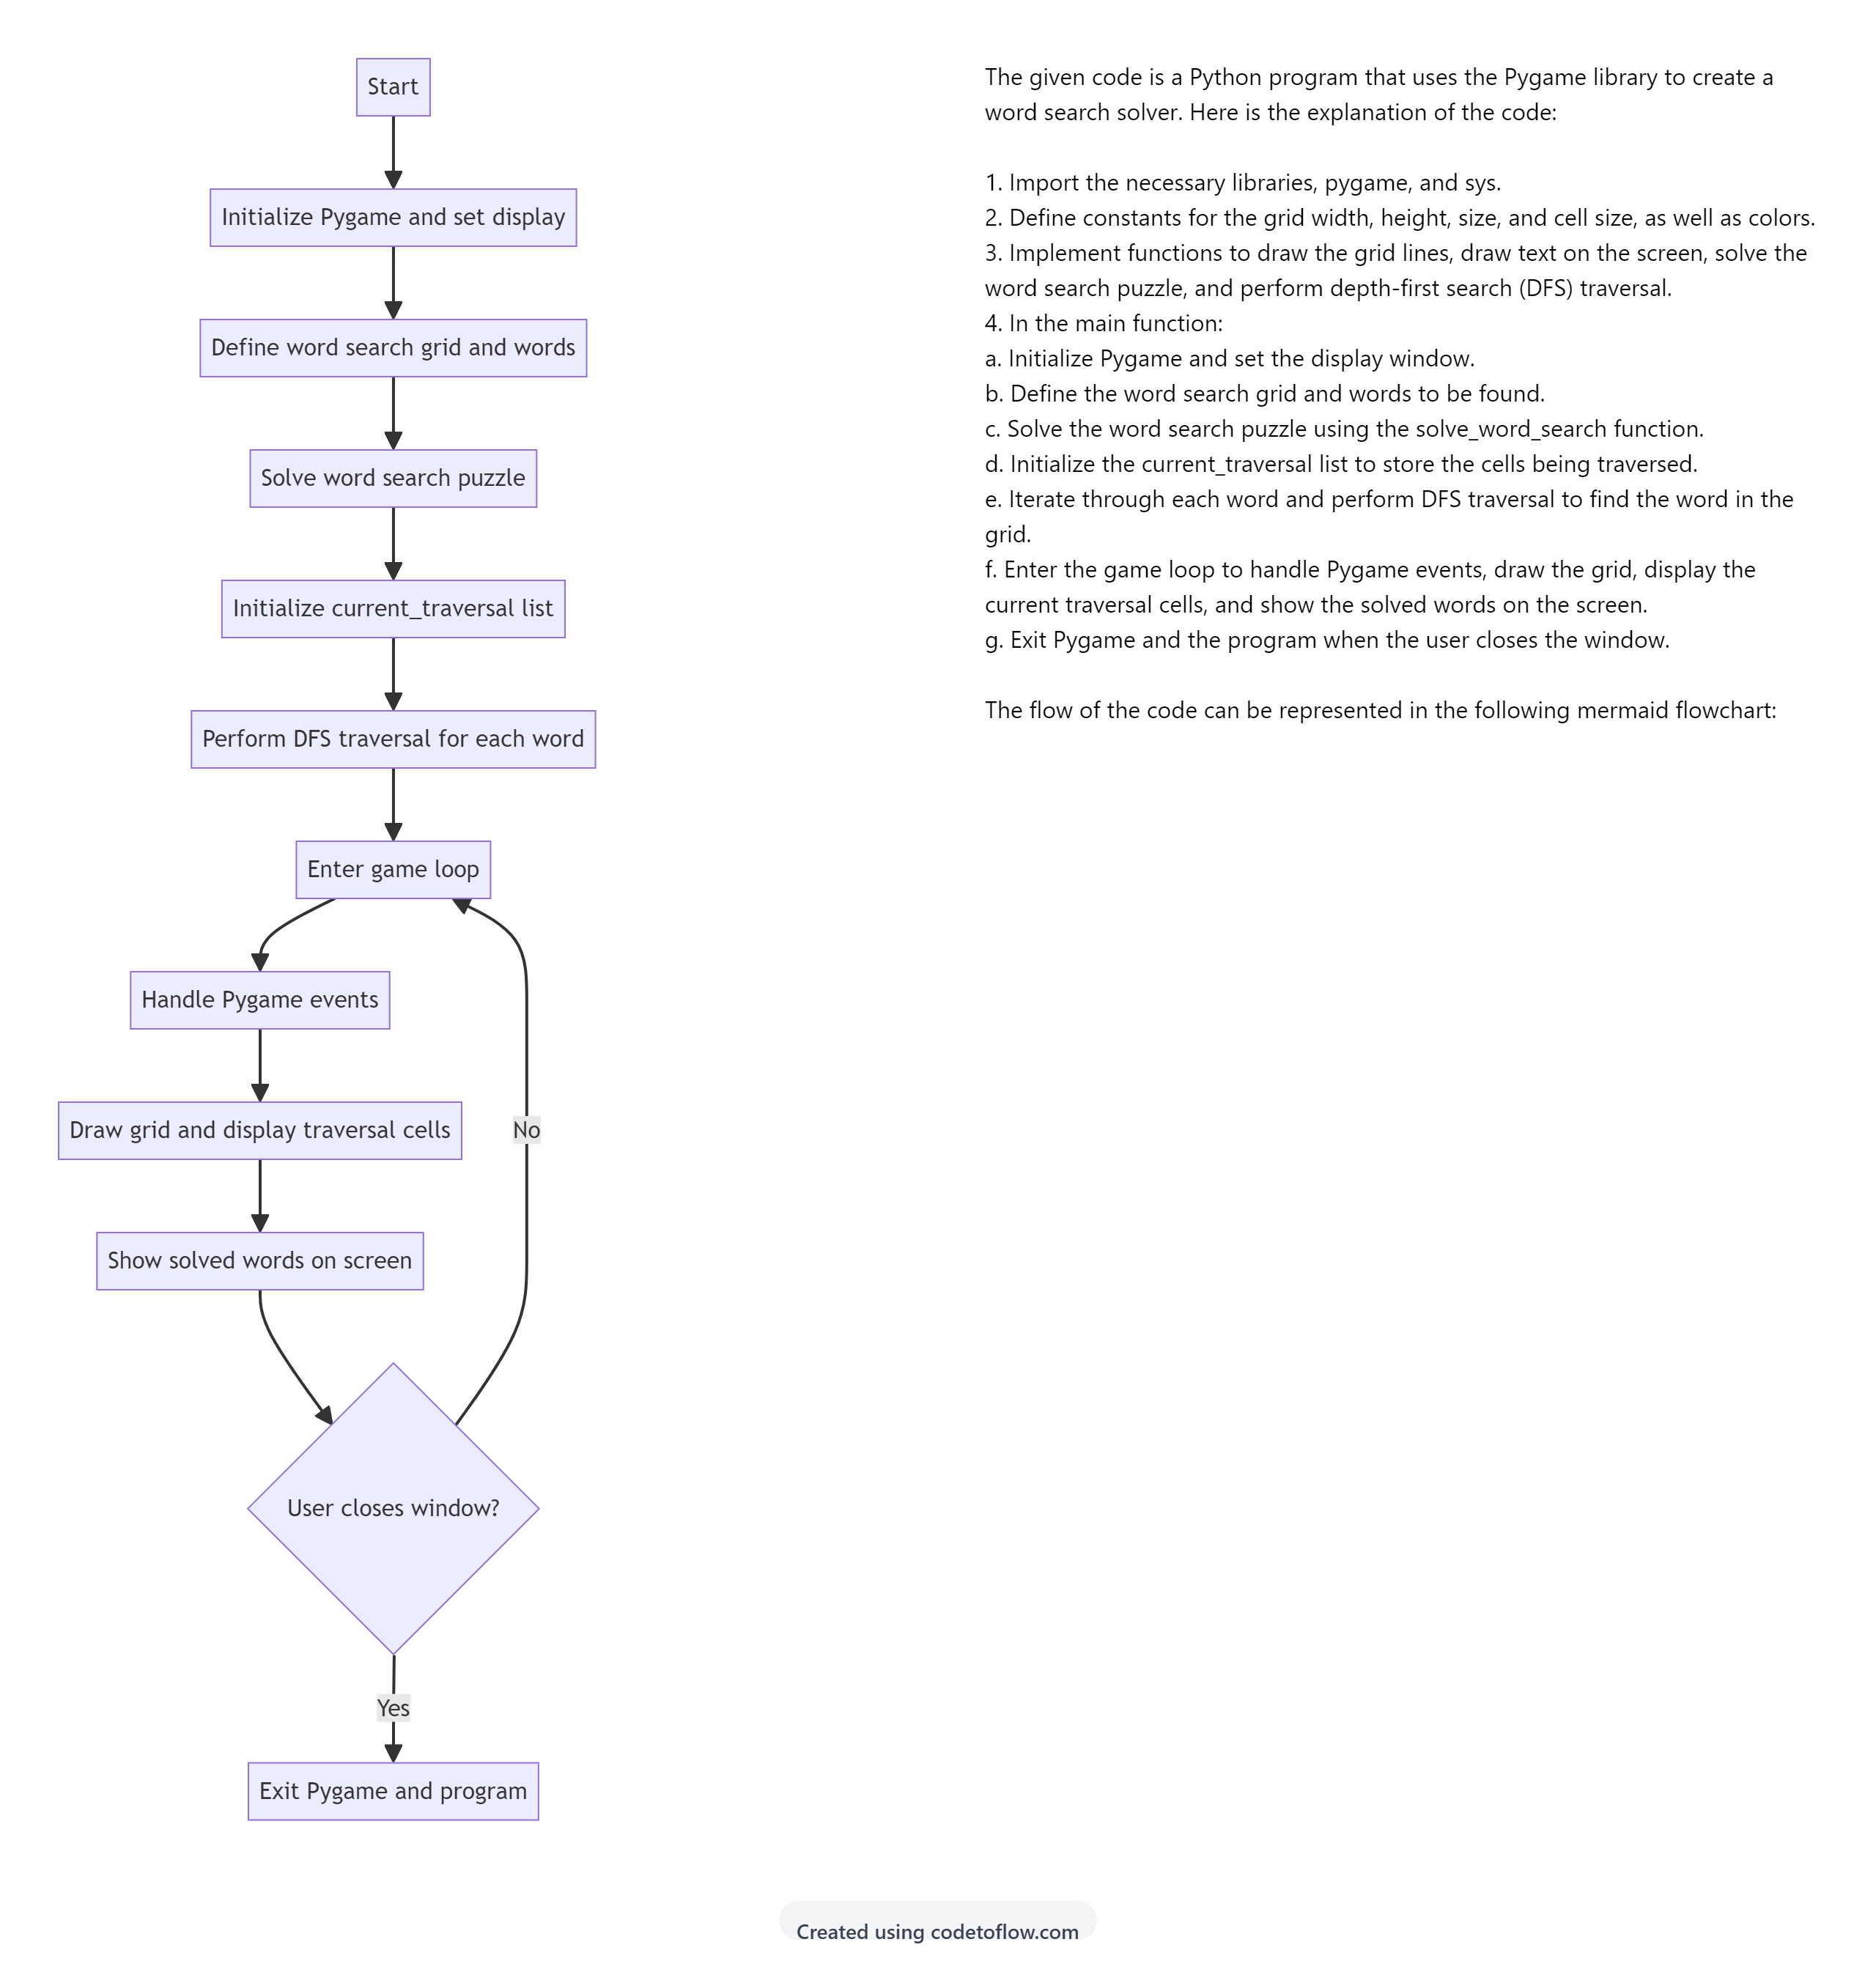 Start
Initialize Pygame and set display
Define word search grid and words
Solve word search puzzle
Initialize current_traversal list
Perform DFS traversal for each word
Enter game loop
Handle Pygame events
Draw grid and display traversal cells
No
Show solved words on screen
User closes window?
Yes
Exit Pygame and program
The given code is a Python program that uses the Pygame library to create a
word search solver. Here is the explanation of the code:
1. Import the necessary libraries, pygame, and sys.
2. Define constants for the grid width, height, size, and cell size, as well as colors.
3. Implement functions to draw the grid lines, draw text on the screen, solve the
word search puzzle, and perform depth-first search (DFS) traversal.
4. In the main function:
a. Initialize Pygame and set the display window.
b. Define the word search grid and words to be found.
c. Solve the word search puzzle using the solve_word_search function.
d. Initialize the current_traversal list to store the cells being traversed.
e. Iterate through each word and perform DFS traversal to find the word in the
grid.
f. Enter the game loop to handle Pygame events, draw the grid, display the
current traversal cells, and show the solved words on the screen.
g. Exit Pygame and the program when the user closes the window.
The flow of the code can be represented in the following mermaid flowchart:
Created using codetoflow.com